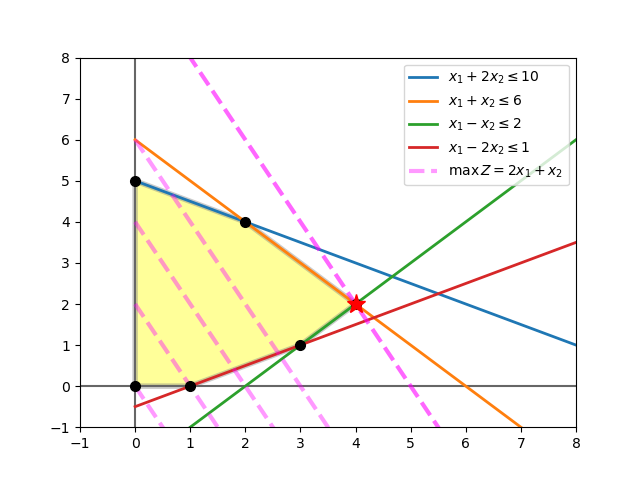 8
7
6
5
4
3
2
1
0
−1
−1 0 1 2 3 4 5 6 7 8
x₁ + 2x₂ ≤ 10
x₁ + x₂ ≤ 6
x₁ − x₂ ≤ 2
x₁ − 2x₂ ≤ 1
max Z = 2x₁ + x₂